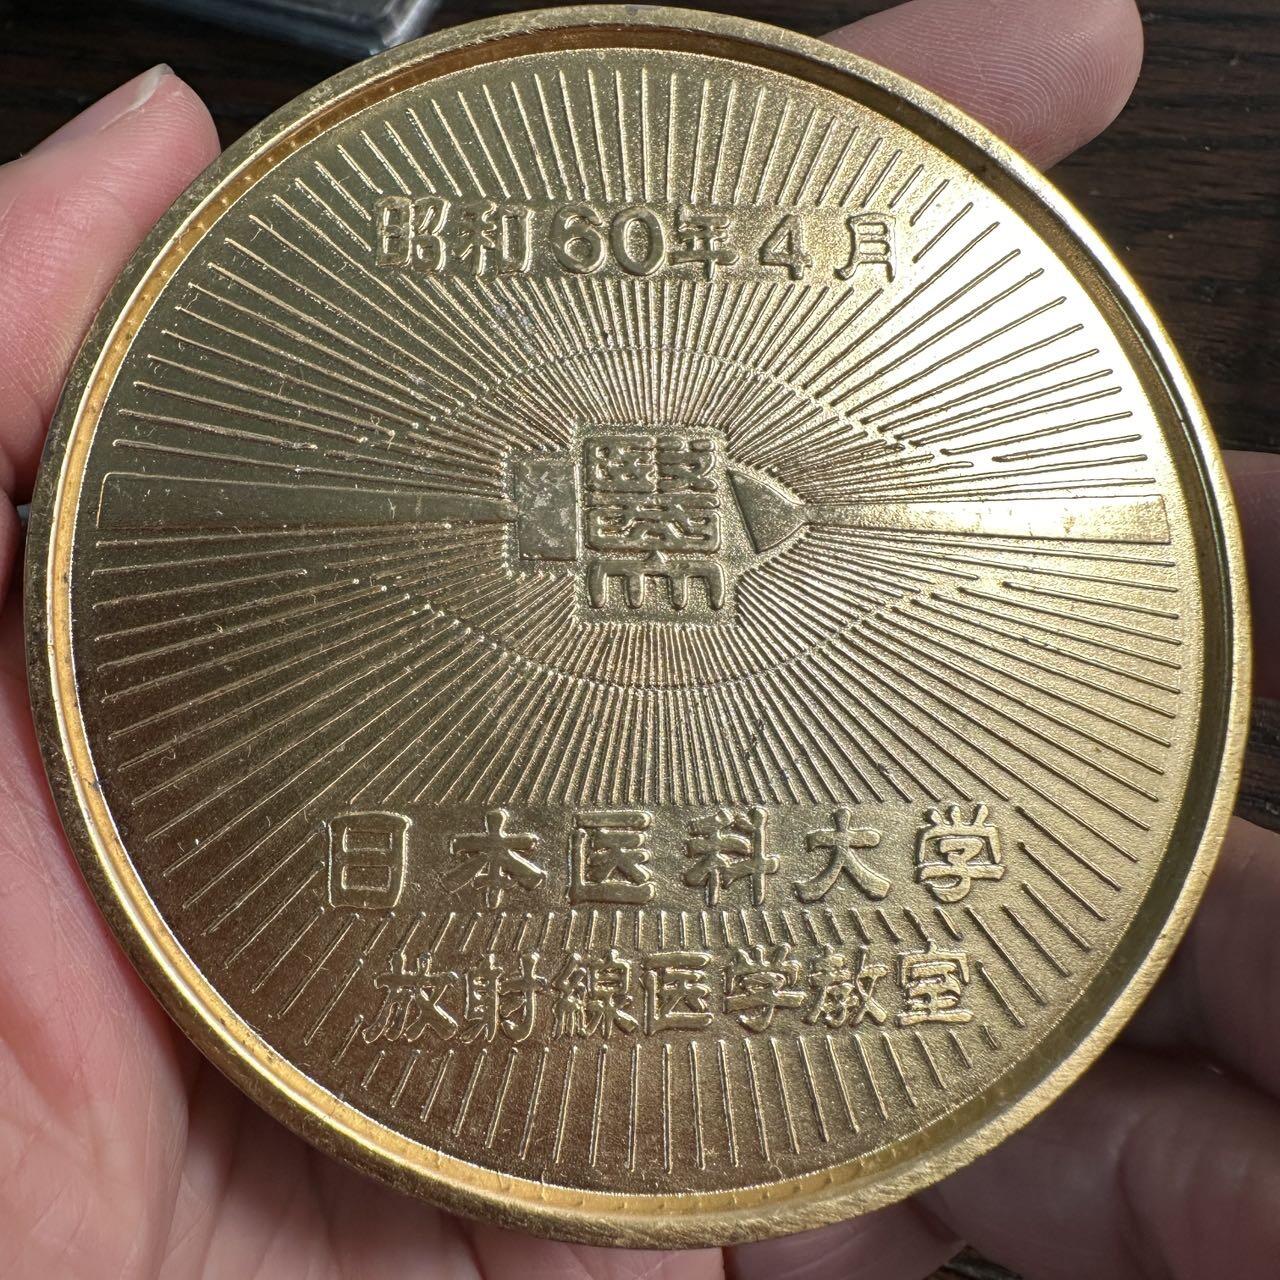 昭和60年4月
醫
日本医科大学
放射線医学教室